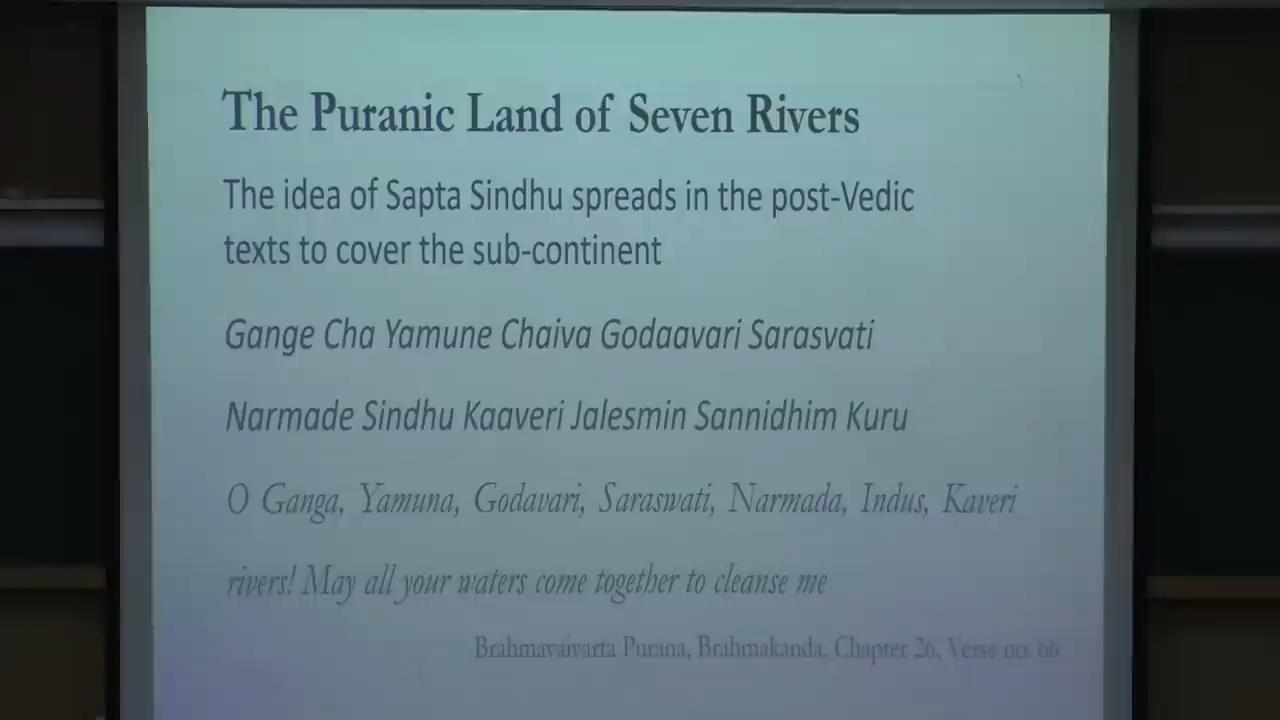 The Puranic Land of Seven Rivers
The idea of Sapta Sindhu spreads in the post-Vedic
texts to cover the sub-continent
Gange Cha Yamune Chaiva Godaavari Sarasvati
Narmade Sindhu Kaaveri Jalesmin Sannidhim Kuru
O Ganga, Yamuna, Godavari, Saraswati, Narmada, Indus, Kaveri
rivers! May all your waters come together to cleanse me
Brahmavaivarta Purana, Brahmakanda, Chapter 26, Verse no. 66